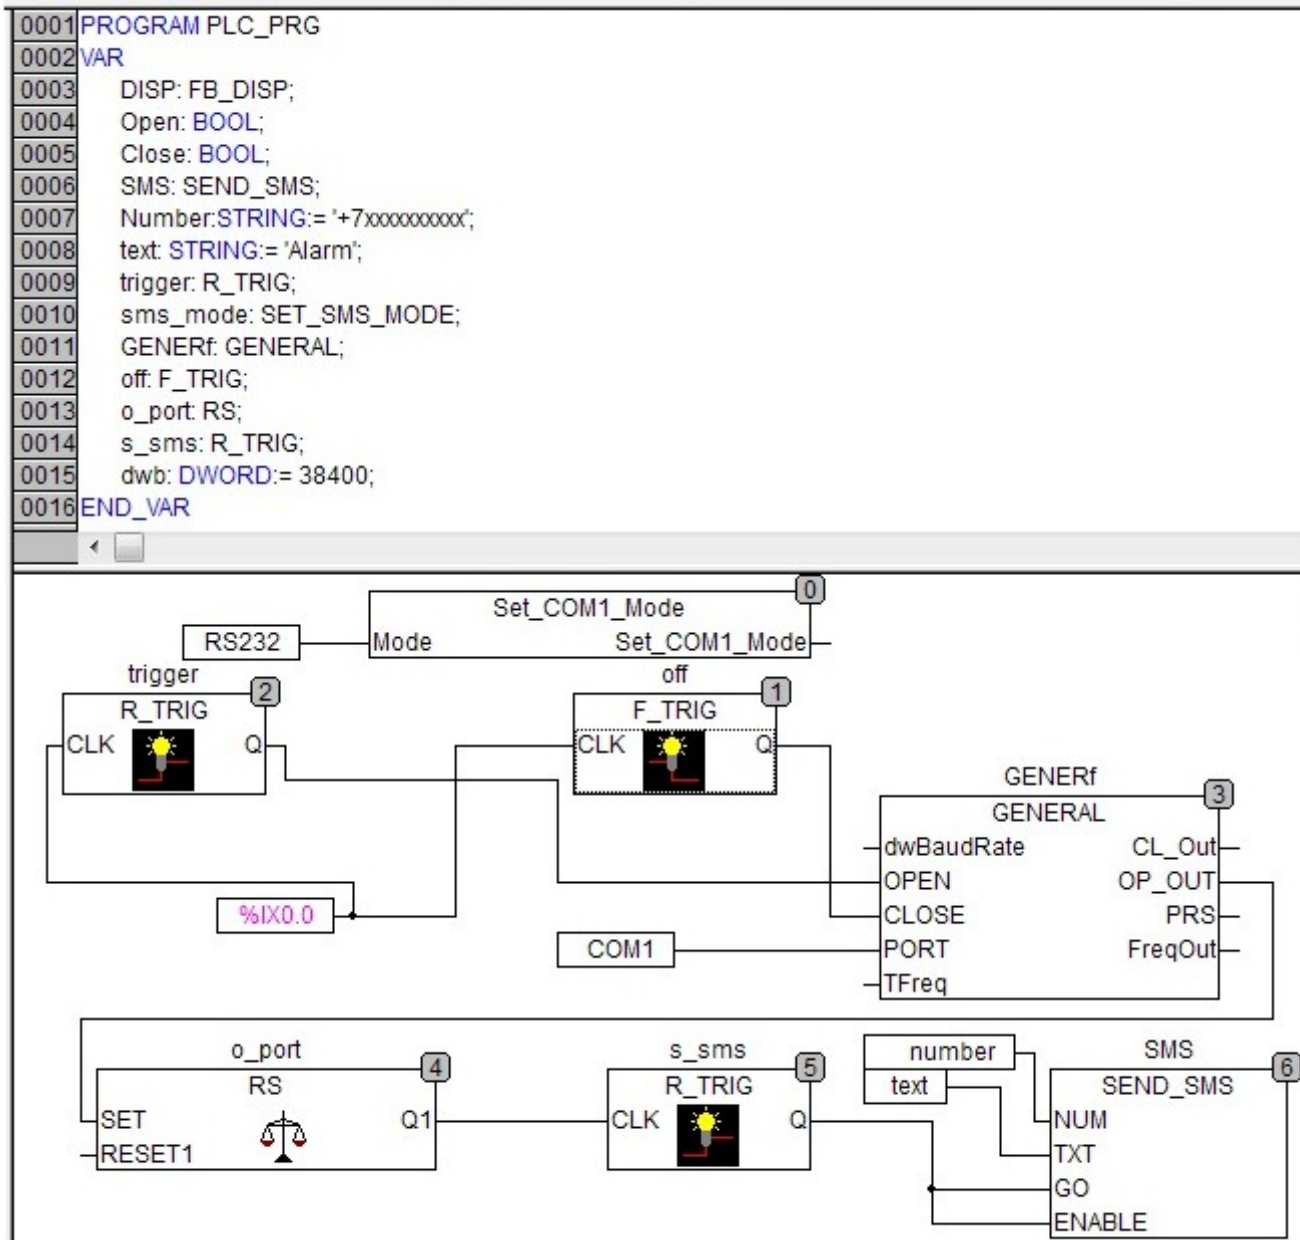 0001 PROGRAM PLC_PRG
0002 VAR
0003 DISP: FB_DISP;
0004 Open: BOOL;
0005 Close: BOOL;
0006 SMS: SEND_SMS;
0007 Number:STRING:= '+7xxxxxxxxxx';
0008 text: STRING:= 'Alarm';
0009 trigger: R_TRIG;
0010 sms_mode: SET_SMS_MODE;
0011 GENERf: GENERAL;
0012 off: F_TRIG;
0013 o_port: RS;
0014 s_sms: R_TRIG;
0015 dwb: DWORD:= 38400;
0016 END_VAR
0
Set_COM1_Mode
RS232 Mode Set_COM1_Mode
trigger
2
R_TRIG
CLK Q
off
1
F_TRIG
CLK Q
%IX0.0
COM1
GENERf
3
GENERAL
dwBaudRate CL_Out
OPEN OP_OUT
CLOSE PRS
PORT FreqOut
TFreq
o_port
4
RS
SET Q1
RESET1
s_sms
5
R_TRIG
CLK Q
number
text
SMS
6
SEND_SMS
NUM
TXT
GO
ENABLE